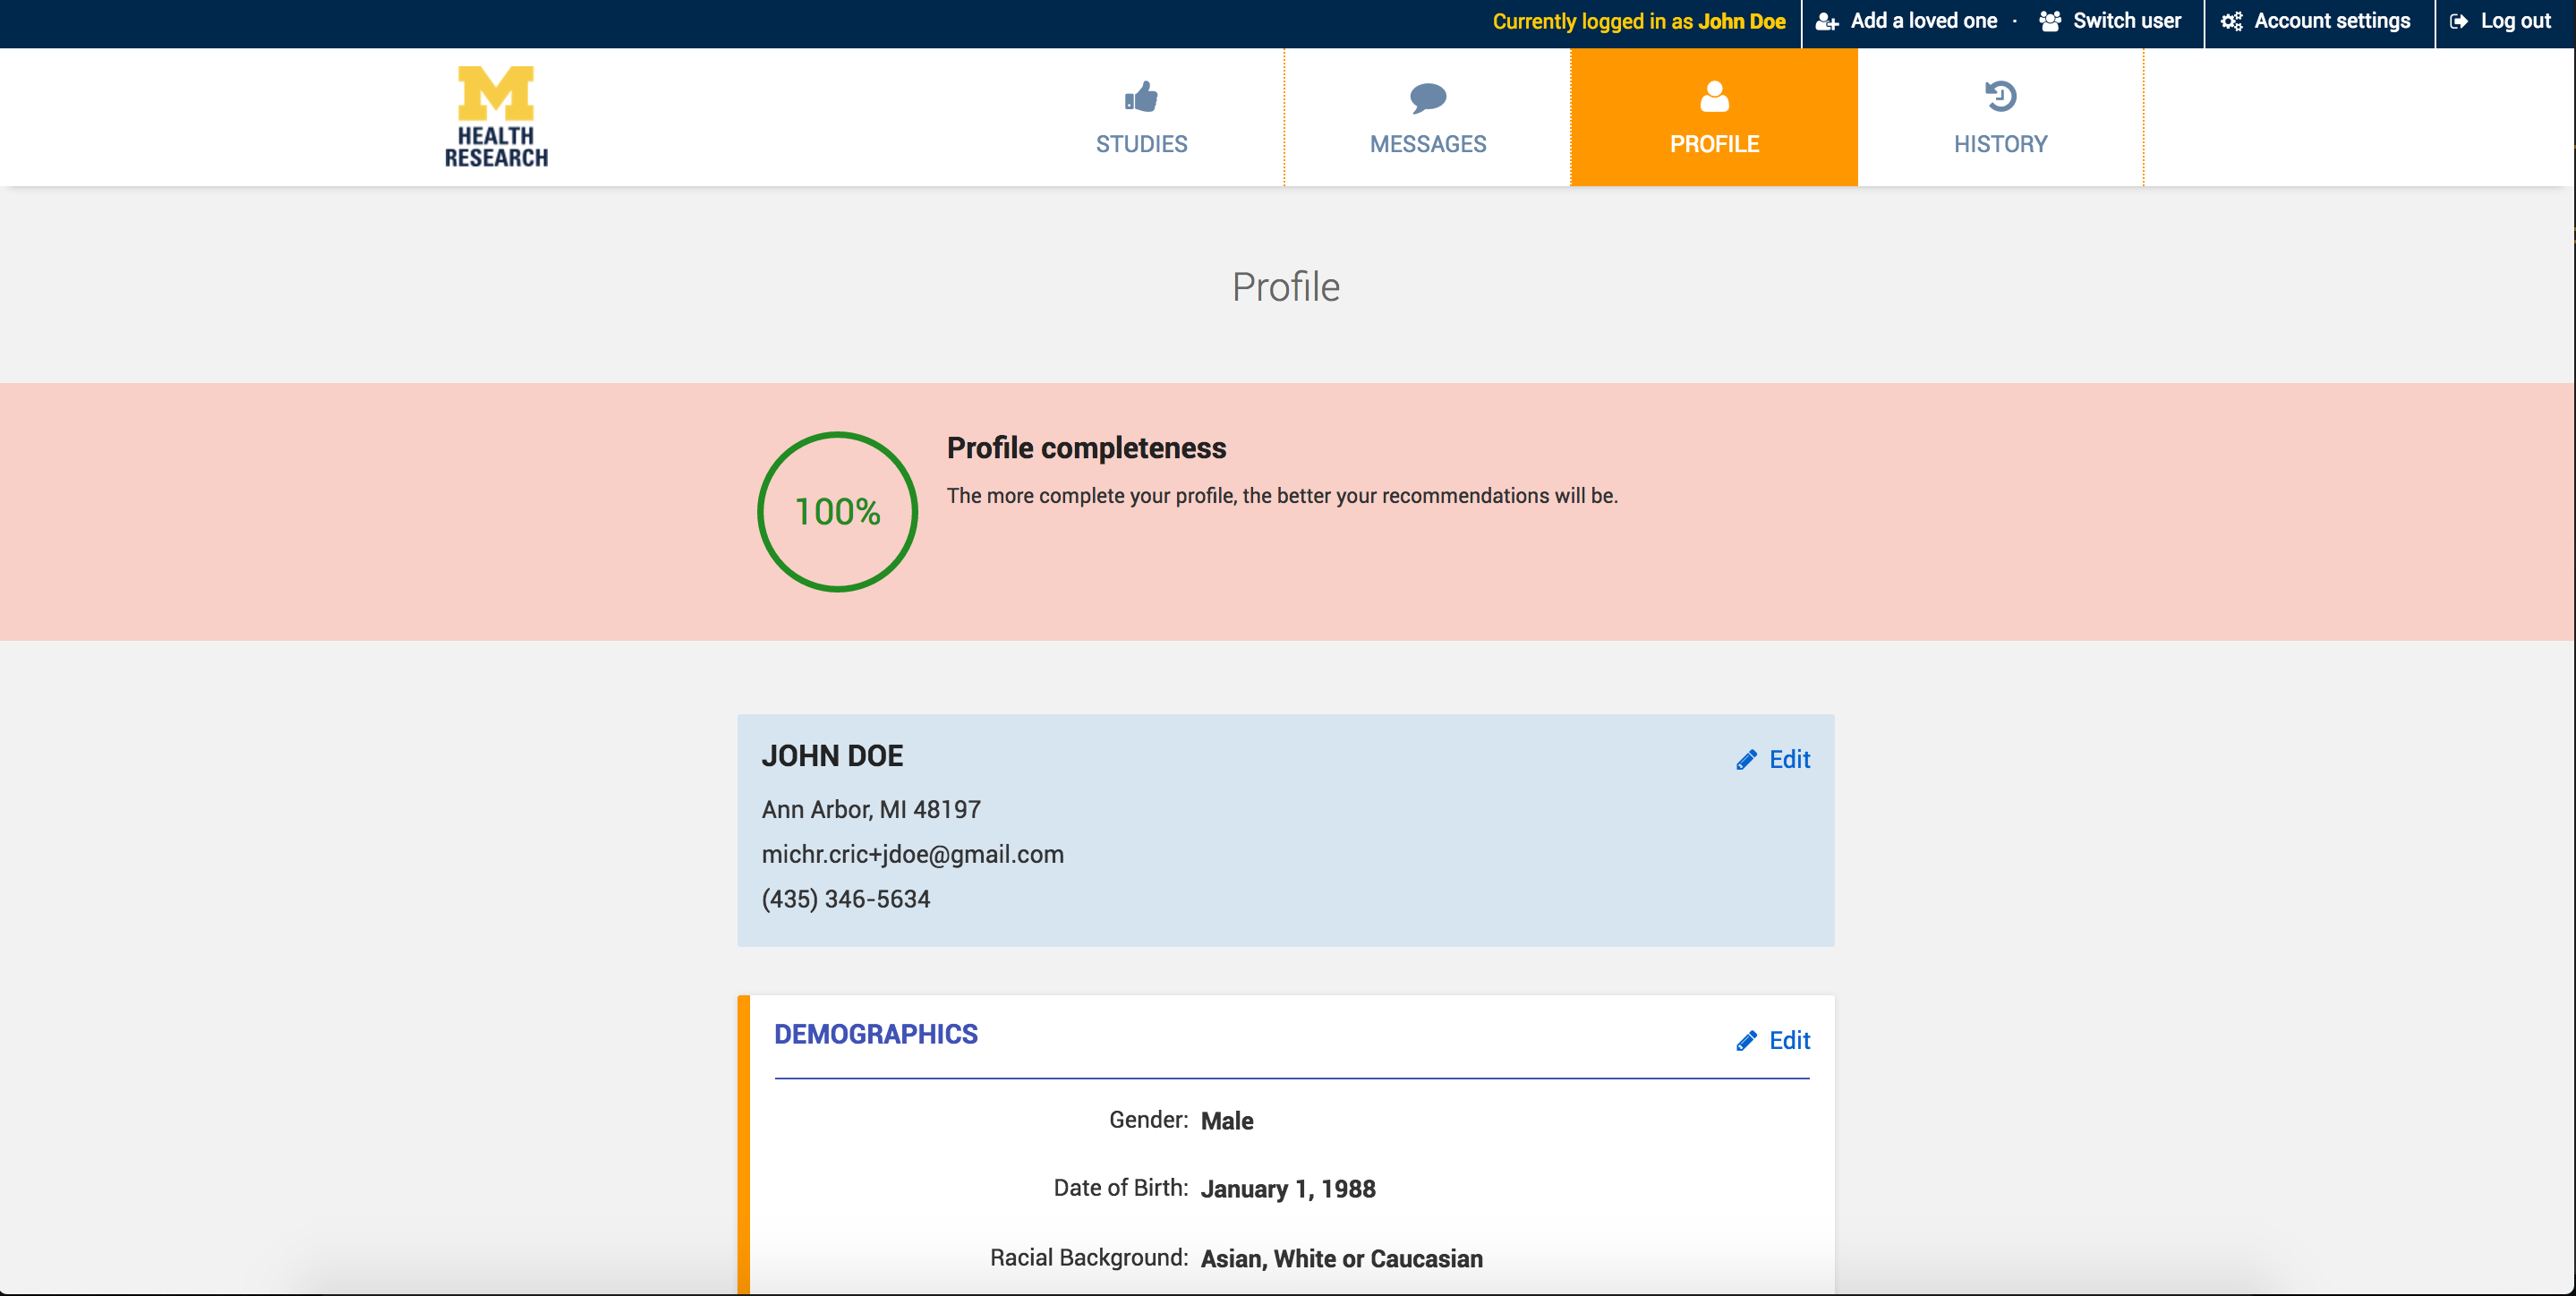 Currently logged in as John Doe Add a loved one · Switch user Account settings Log out
M
HEALTH
RESEARCH
STUDIES MESSAGES PROFILE HISTORY
Profile
100%
Profile completeness
The more complete your profile, the better your recommendations will be.
JOHN DOE Edit
Ann Arbor, MI 48197
michr.cric+jdoe@gmail.com
(435) 346-5634
DEMOGRAPHICS Edit
Gender: Male
Date of Birth: January 1, 1988
Racial Background: Asian, White or Caucasian